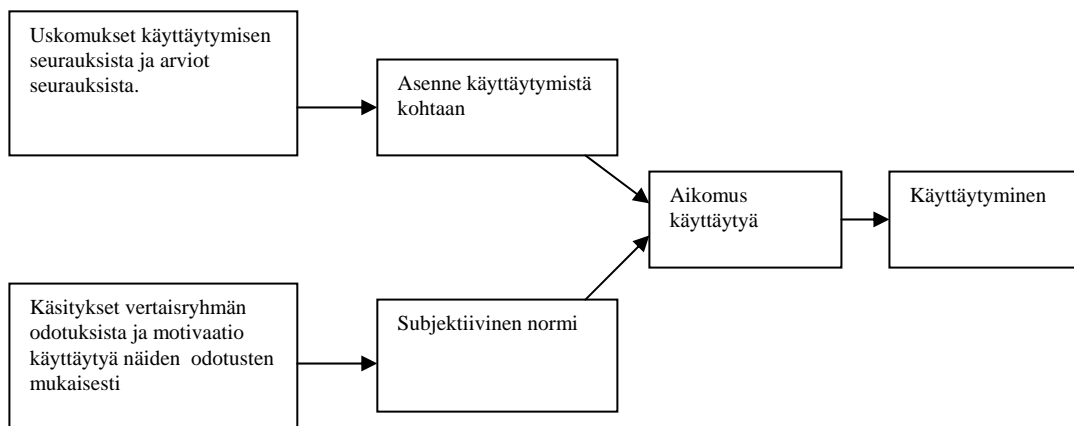 Uskomukset käyttäytymisen
seurauksista ja arviot
seurauksista.
Asenne käyttäytymistä
kohtaan
Aikomus
käyttäytyä
Käyttäytyminen
Käsitykset vertaisryhmän
odotuksista ja motivaatio
käyttäytyä näiden odotusten
mukaisesti
Subjektiivinen normi